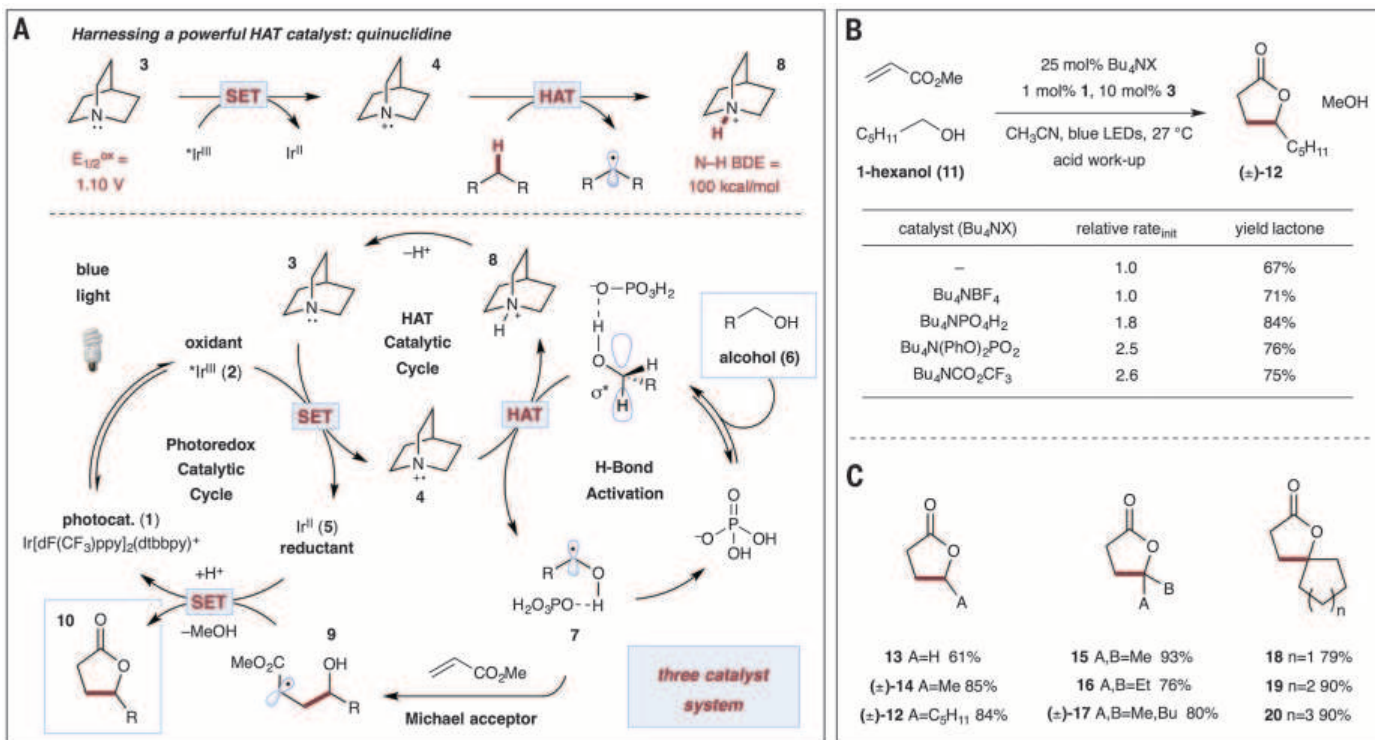 A
Harnessing a powerful HAT catalyst: quinuclidine
3
4
8
SET
HAT
N
N
N
H
+
*IrIII
IrII
H
R
R
R
R
E1/2ox =
1.10 V
N–H BDE =
100 kcal/mol
–H+
3
8
blue
light
N
N
H
+
HAT
Catalytic
Cycle
–O–PO3H2
H
O
H
R
H
σ*
R
OH
alcohol (6)
oxidant
*IrIII (2)
SET
HAT
Photoredox
Catalytic
Cycle
N
4
H-Bond
Activation
photocat. (1)
Ir[dF(CF3)ppy]2(dtbbpy)+
IrII (5)
reductant
O
–O
P
OH
OH
+H+
SET
–MeOH
R
O
H2O3PO--H
7
10
O
O
R
9
MeO2C
OH
R
CO2Me
Michael acceptor
three catalyst
system
B
CO2Me
C5H11
OH
1-hexanol (11)
25 mol% Bu4NX
1 mol% 1, 10 mol% 3
CH3CN, blue LEDs, 27 °C
acid work-up
O
O
C5H11
(±)-12
MeOH
catalyst (Bu4NX) relative rateinit yield lactone
– 1.0 67%
Bu4NBF4 1.0 71%
Bu4NPO4H2 1.8 84%
Bu4N(PhO)2PO2 2.5 76%
Bu4NCO2CF3 2.6 75%
C
O
O
A
O
O
B
A
O
O
( )n
13 A=H 61% 15 A,B=Me 93% 18 n=1 79%
(±)-14 A=Me 85% 16 A,B=Et 76% 19 n=2 90%
(±)-12 A=C5H11 84% (±)-17 A,B=Me,Bu 80% 20 n=3 90%